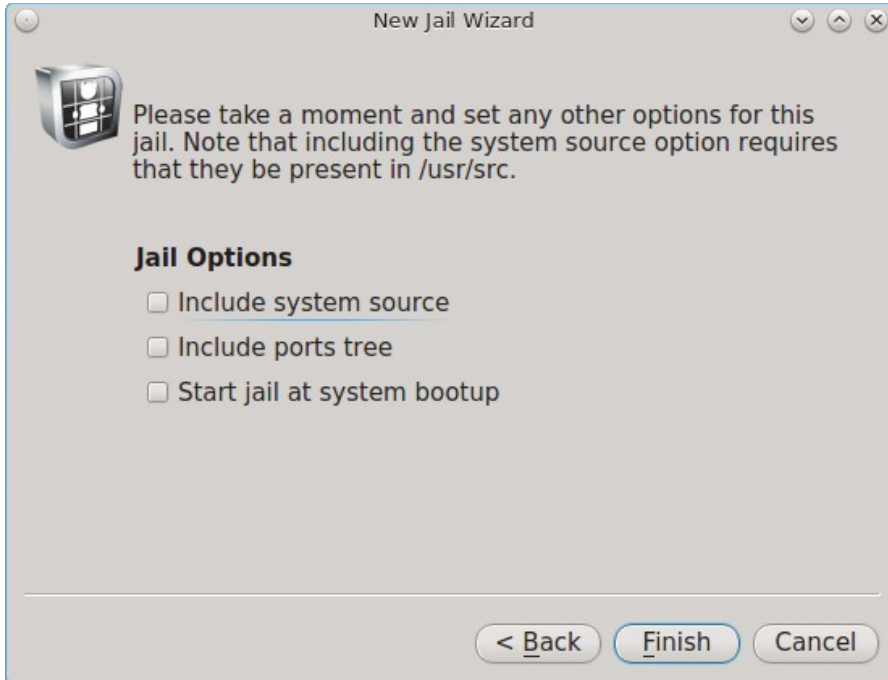 New Jail Wizard
Please take a moment and set any other options for this
jail. Note that including the system source option requires
that they be present in /usr/src.
Jail Options
Include system source
Include ports tree
Start jail at system bootup
< Back
Finish
Cancel